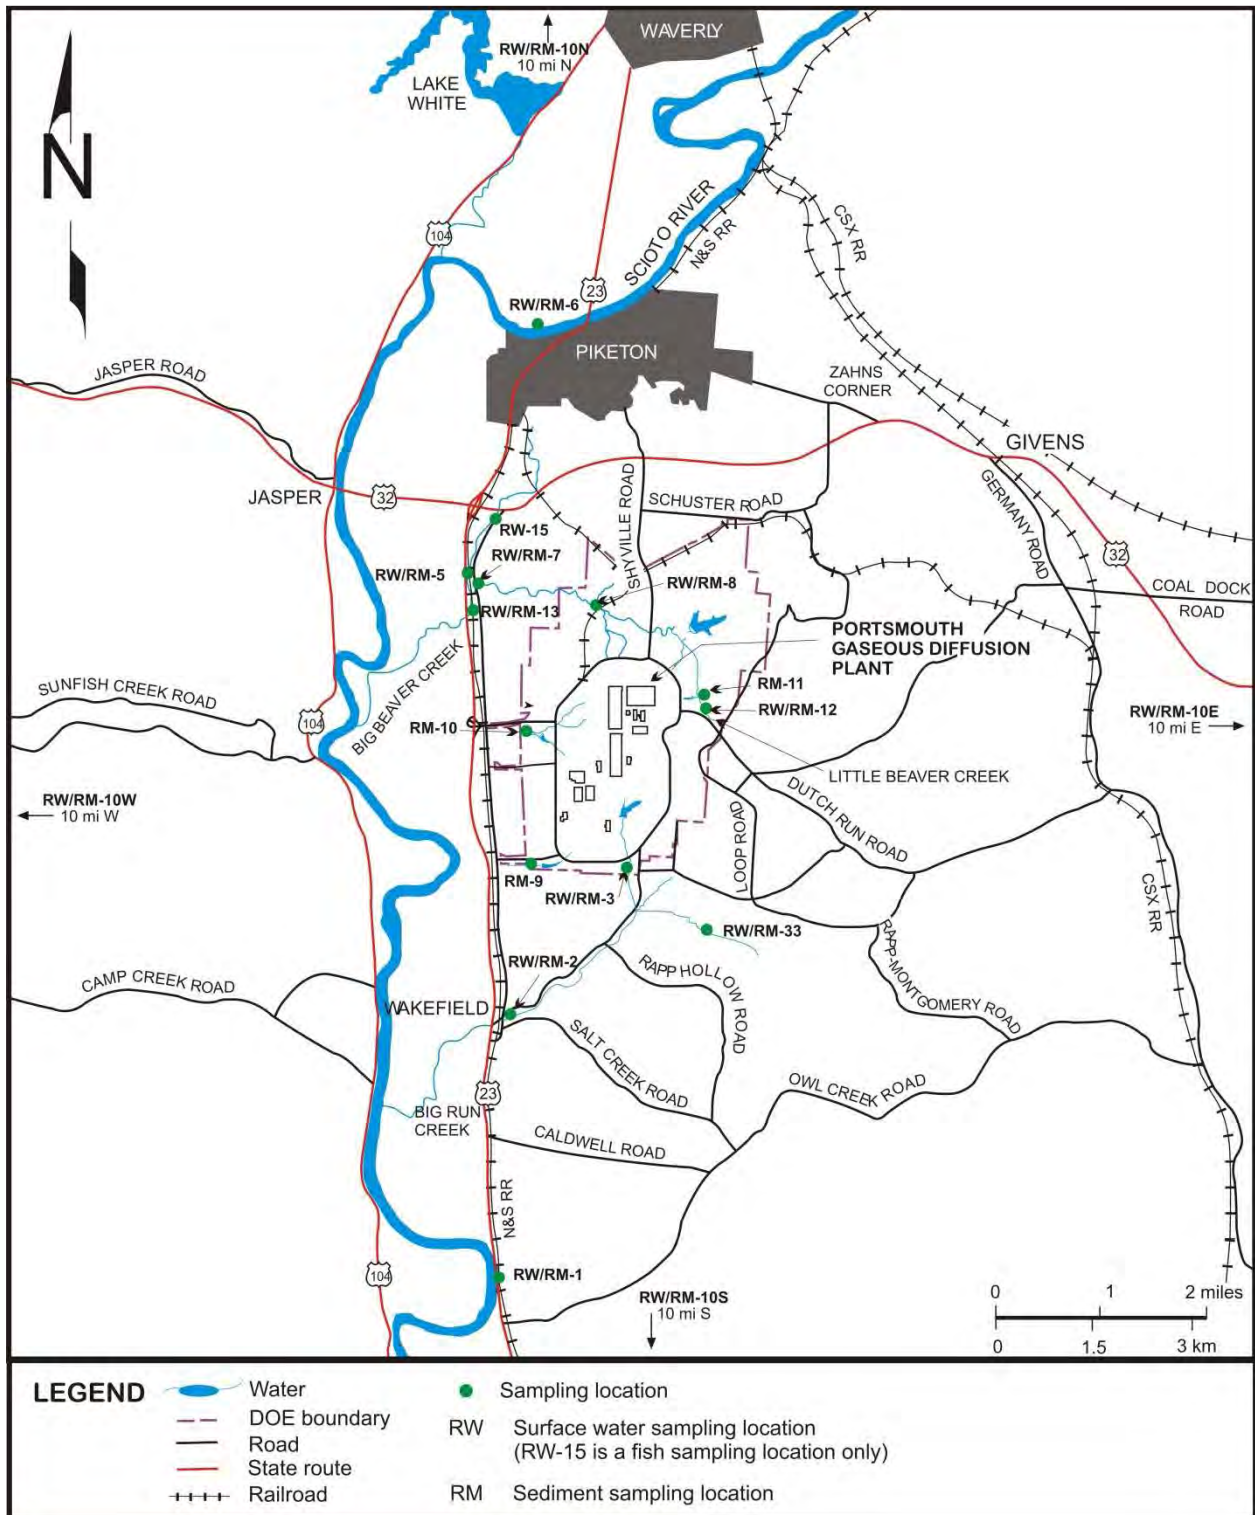 WAVERLY
RW/RM-10N
10 mi N
LAKE
WHITE
N
SCIOTO RIVER
N&S RR
CSX RR
104
23
RW/RM-6
PIKETON
JASPER ROAD
ZAHNS
CORNER
GIVENS
JASPER
32
SHYVILLE ROAD
SCHUSTER ROAD
GERMANY ROAD
RW-15
RW/RM-7
RW/RM-5
RW/RM-8
32
COAL DOCK
ROAD
RW/RM-13
PORTSMOUTH
GASEOUS DIFFUSION
PLANT
BIG BEAVER CREEK
SUNFISH CREEK ROAD
RM-11
RW/RM-12
104
RM-10
RW/RM-10E
10 mi E
LITTLE BEAVER CREEK
RW/RM-10W
10 mi W
LOOP ROAD
DUTCH RUN ROAD
RM-9
RW/RM-3
CSX RR
RW/RM-33
RAPP-MONTGOMERY ROAD
RW/RM-2
RAPP HOLLOW ROAD
CAMP CREEK ROAD
WAKEFIELD
SALT CREEK ROAD
OWL CREEK ROAD
23
BIG RUN
CREEK
CALDWELL ROAD
N&S RR
104
RW/RM-1
RW/RM-10S
10 mi S
0 1 2 miles
0 1.5 3 km
LEGEND
Water
DOE boundary
Road
State route
Railroad
Sampling location
RW Surface water sampling location
(RW-15 is a fish sampling location only)
RM Sediment sampling location